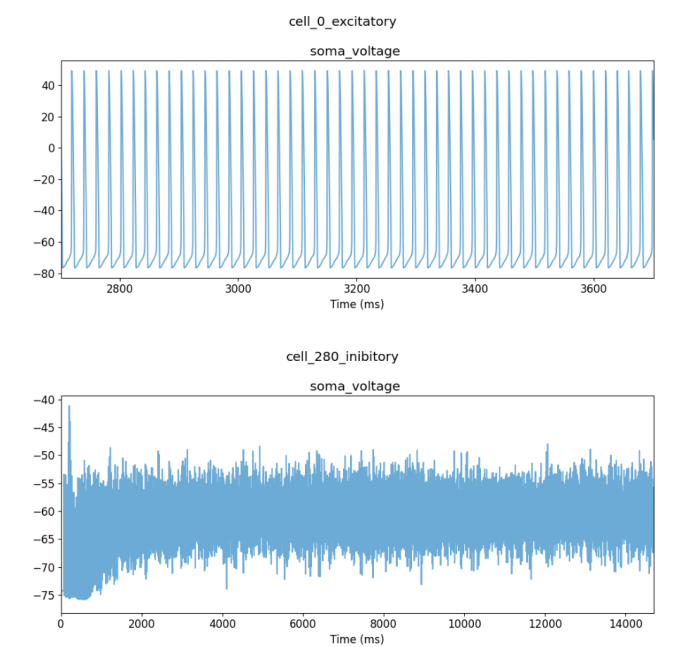 cell_0_excitatory
soma_voltage
40
20
0
−20
−40
−60
−80
2800 3000 3200 3400 3600
Time (ms)
cell_280_inibitory
soma_voltage
−40
−45
−50
−55
−60
−65
−70
−75
0 2000 4000 6000 8000 10000 12000 14000
Time (ms)